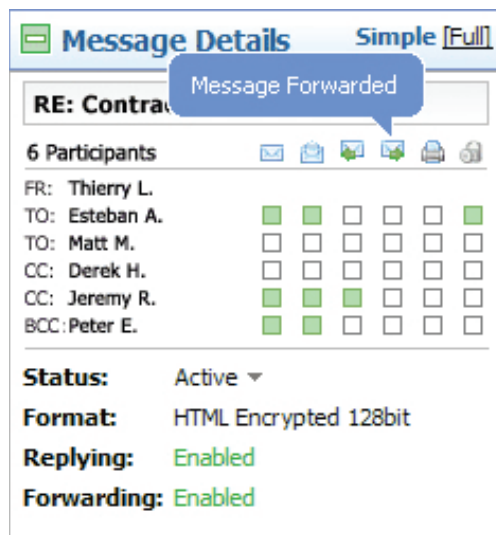 Message Details Simple [Full]
Message Forwarded
RE: Contra
6 Participants
FR: Thierry L.
TO: Esteban A.
TO: Matt M.
CC: Derek H.
CC: Jeremy R.
BCC: Peter E.
Status: Active
Format: HTML Encrypted 128bit
Replying: Enabled
Forwarding: Enabled